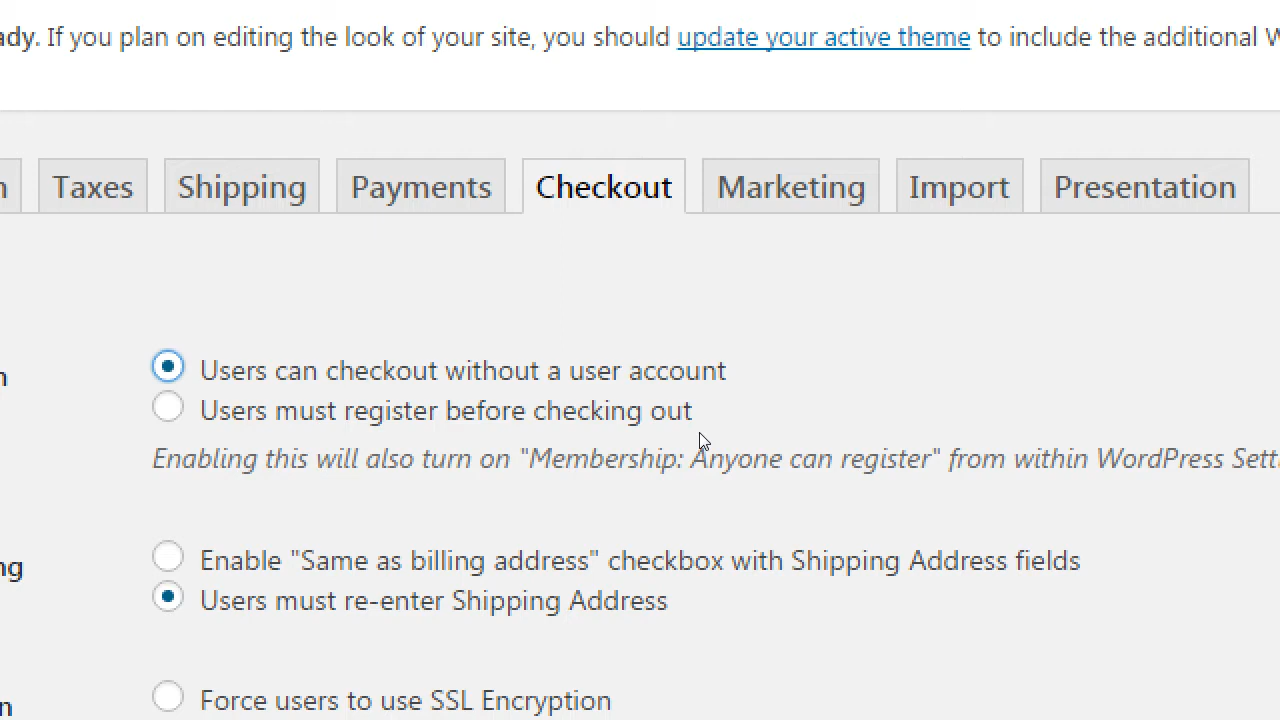 ady. If you plan on editing the look of your site, you should update your active theme to include the additional W
n Taxes Shipping Payments Checkout Marketing Import Presentation
n Users can checkout without a user account
Users must register before checking out
Enabling this will also turn on "Membership: Anyone can register" from within WordPress Setti
Enable "Same as billing address" checkbox with Shipping Address fields
ng
Users must re-enter Shipping Address
n Force users to use SSL Encryption